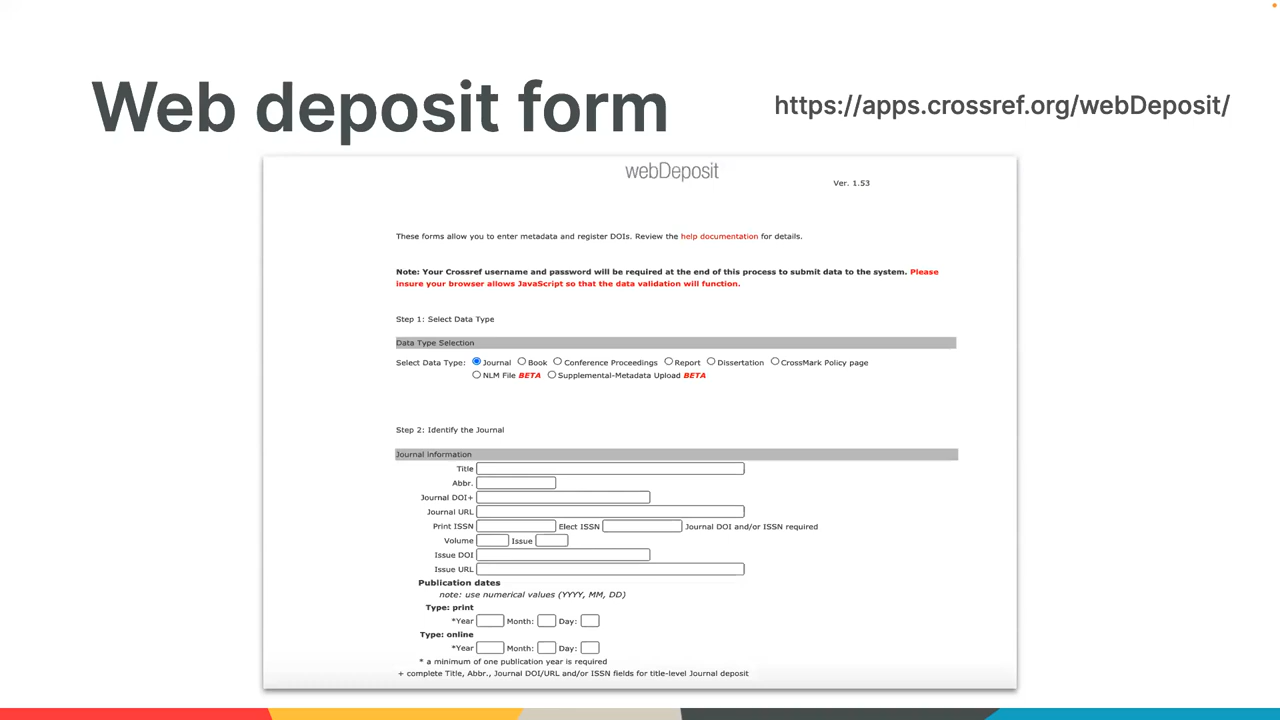 Web deposit form
https://apps.crossref.org/webDeposit/
webDeposit
Ver. 1.53
These forms allow you to enter metadata and register DOIs. Review the help documentation for details.
Note: Your Crossref username and password will be required at the end of this process to submit data to the system. Please
insure your browser allows JavaScript so that the data validation will function.
Step 1: Select Data Type
Data Type Selection
Select Data Type: Journal Book Conference Proceedings Report Dissertation CrossMark Policy page
NLM File BETA Supplemental-Metadata Upload BETA
Step 2: Identify the Journal
Journal Information
Title
Abbr.
Journal DOI+
Journal URL
Print ISSN Elect ISSN Journal DOI and/or ISSN required
Volume Issue
Issue DOI
Issue URL
Publication dates
note: use numerical values (YYYY, MM, DD)
Type: print
*Year Month: Day:
Type: online
*Year Month: Day:
* a minimum of one publication year is required
+ complete Title, Abbr., Journal DOI/URL and/or ISSN fields for title-level Journal deposit